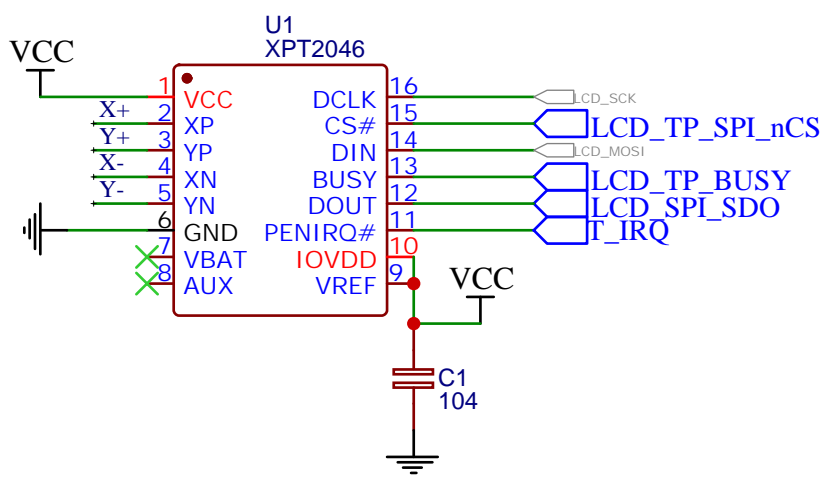 U1
XPT2046
VCC
1 VCC DCLK 16 LCD_SCK
X+ 2 XP CS# 15 LCD_TP_SPI_nCS
Y+ 3 YP DIN 14 LCD_MOSI
X- 4 XN BUSY 13 LCD_TP_BUSY
Y- 5 YN DOUT 12 LCD_SPI_SDO
6 GND PENIRQ# 11 T_IRQ
7 VBAT IOVDD 10
8 AUX VREF 9
VCC
C1
104